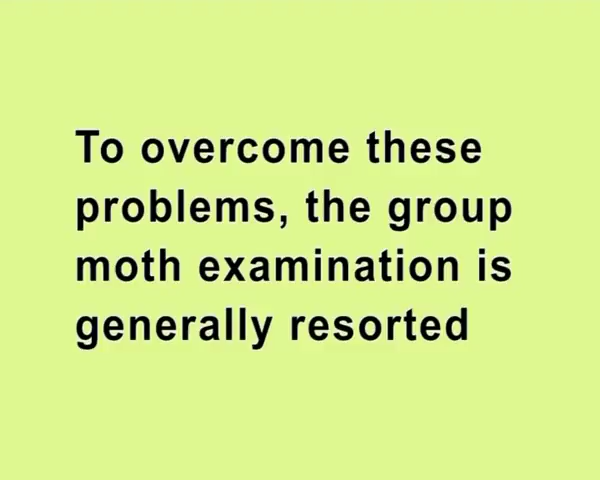 To overcome these
problems, the group
moth examination is
generally resorted